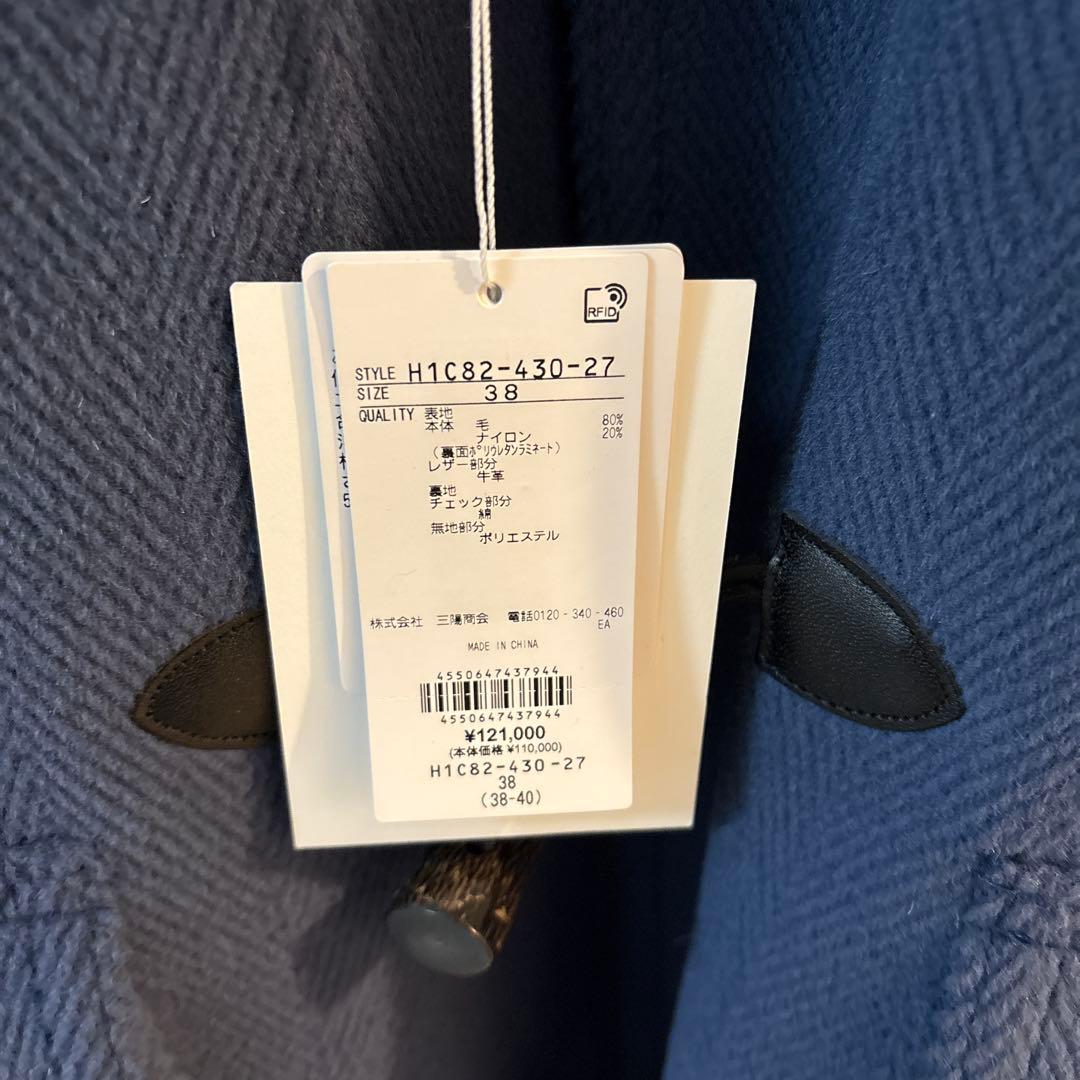 RFID
STYLE H1C82-430-27
SIZE 38
QUALITY 表地
本体 毛 80%
ナイロン 20%
(裏面ﾎﾟﾘｳﾚﾀﾝﾗﾐﾈｰﾄ)
レザー部分
牛革
裏地
チェック部分
綿
無地部分
ポリエステル
株式会社 三陽商会 電話0120-340-460
EA
MADE IN CHINA
4550647437944
4550647437944
¥121,000
(本体価格 ¥110,000)
H1C82-430-27
38
(38-40)